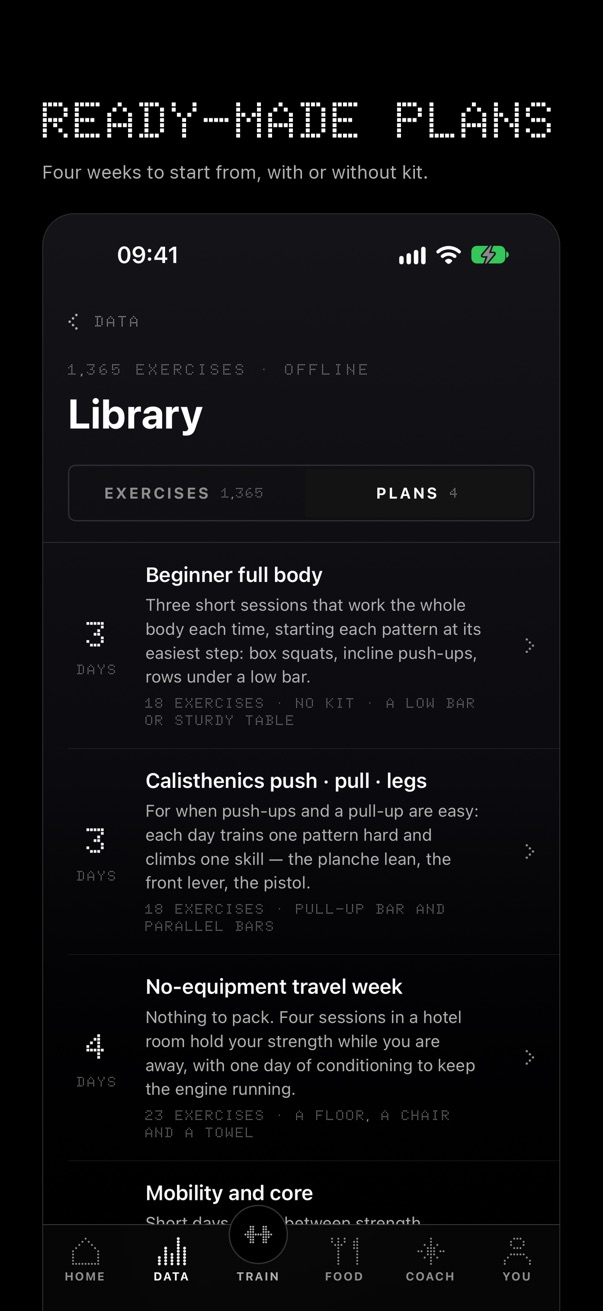 READY-MADE PLANS
Four weeks to start from, with or without kit.
09:41
DATA
1,365 EXERCISES · OFFLINE
Library
EXERCISES 1,365
PLANS 4
Beginner full body
Three short sessions that work the whole
body each time, starting each pattern at its
easiest step: box squats, incline push-ups,
rows under a low bar.
3
DAYS
18 EXERCISES · NO KIT · A LOW BAR
OR STURDY TABLE
Calisthenics push · pull · legs
For when push-ups and a pull-up are easy:
each day trains one pattern hard and
climbs one skill — the planche lean, the
front lever, the pistol.
3
DAYS
18 EXERCISES · PULL-UP BAR AND
PARALLEL BARS
No-equipment travel week
Nothing to pack. Four sessions in a hotel
room hold your strength while you are
away, with one day of conditioning to keep
the engine running.
4
DAYS
23 EXERCISES · A FLOOR, A CHAIR
AND A TOWEL
Mobility and core
Short days between strength
HOME
DATA
TRAIN
FOOD
COACH
YOU